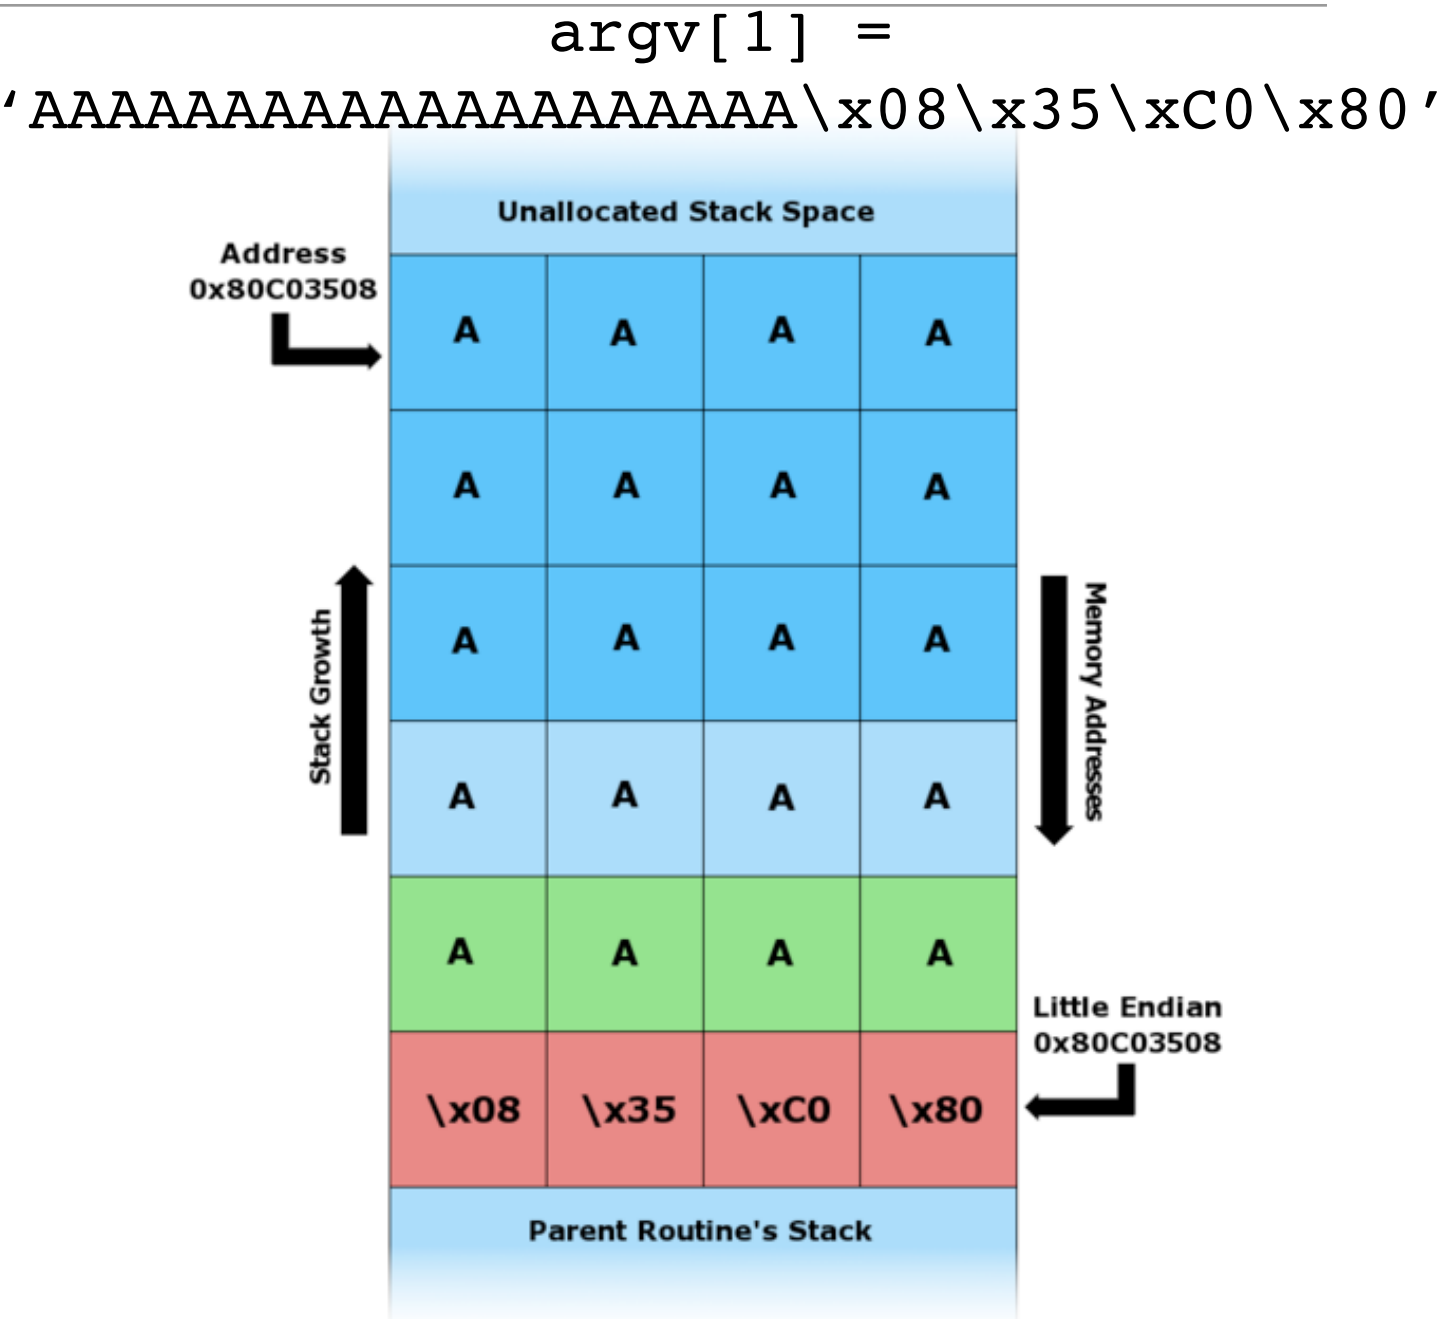 argv[1] =
‘AAAAAAAAAAAAAAAAAAAA\x08\x35\xC0\x80’
Unallocated Stack Space
Address
0x80C03508
A A A A
A A A A
Stack Growth
A A A A
Memory Addresses
A A A A
A A A A
Little Endian
0x80C03508
\x08 \x35 \xC0 \x80
Parent Routine's Stack